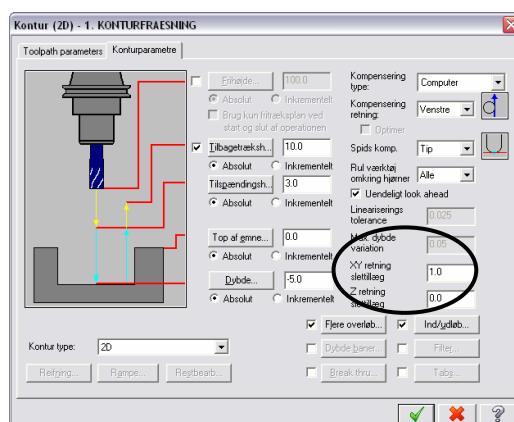 Kontur (2D) - 1. KONTURFRAESNING
Toolpath parameters
Konturparametre
Frihøjde...
100.0
Absolut
Inkrementelt
Brug kun fritræksplan ved
start og slut af operationen
Tilbagetræksh...
10.0
Absolut
Inkrementelt
Tilspændingsh...
3.0
Absolut
Inkrementelt
Top af emne...
0.0
Absolut
Inkrementelt
Dybde...
-5.0
Absolut
Inkrementelt
Kompensering
type:
Computer
Kompensering
retning:
Venstre
Optimer
Spids komp.
Tip
Rul værktøj
omkring hjørner
Alle
Uendeligt look ahead
Lineariserings
tolerance
0.025
Max. dybde
variation
0.05
XY retning
slettillæg
1.0
Z retning
slettillæg
0.0
Flere overløb...
Ind/udløb...
Kontur type:
2D
Dybde baner...
Filter...
Reifning...
Rampe...
Restbearb...
Break thru...
Tabs...